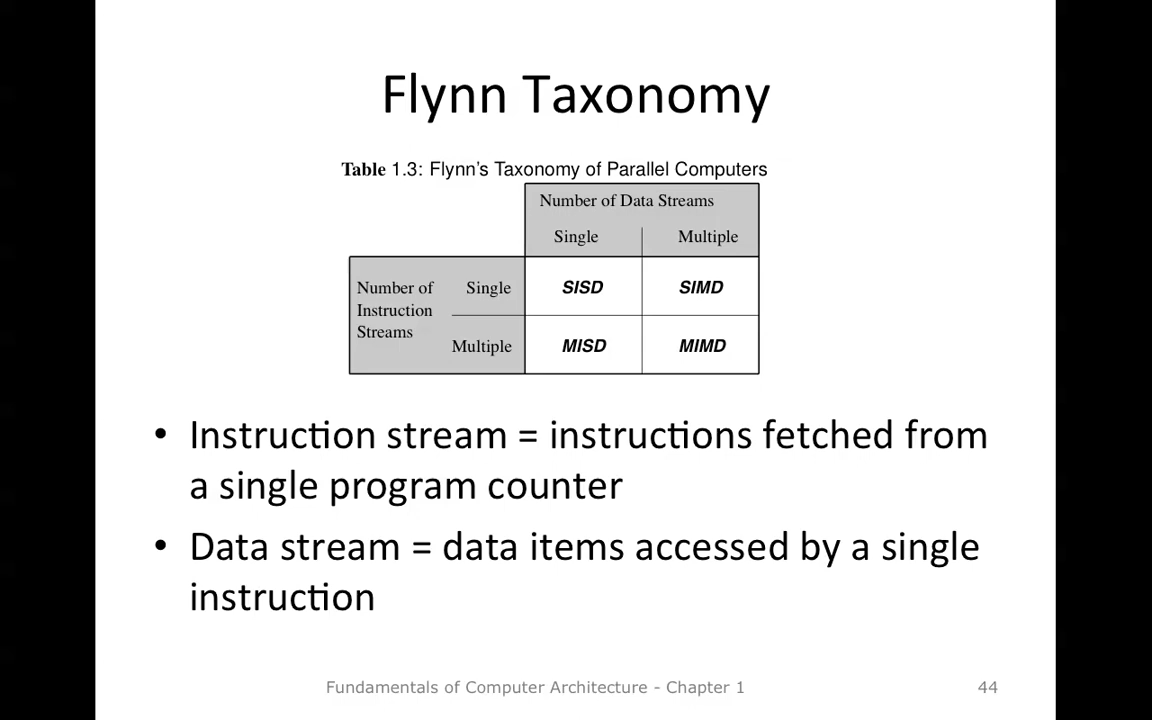 Flynn Taxonomy
Table 1.3: Flynn's Taxonomy of Parallel Computers
Number of Data Streams
Single Multiple
Number of Instruction Streams
Single SISD SIMD
Multiple MISD MIMD
• Instruction stream = instructions fetched from
a single program counter
• Data stream = data items accessed by a single
instruction
Fundamentals of Computer Architecture - Chapter 1 44